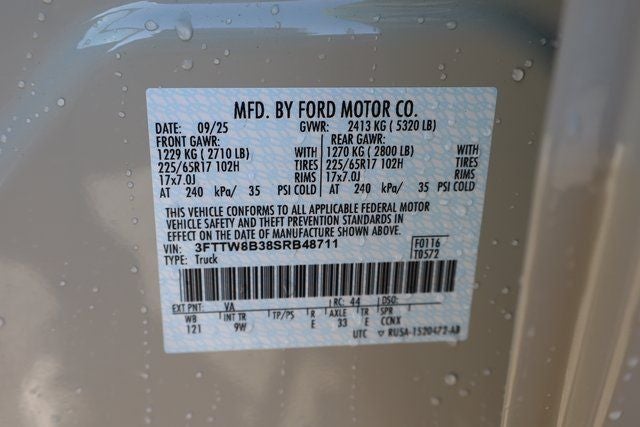 MFD. BY FORD MOTOR CO.
DATE: 09/25 GVWR: 2413 KG ( 5320 LB)
FRONT GAWR: REAR GAWR:
1229 KG ( 2710 LB) WITH 1270 KG ( 2800 LB) WITH
225/65R17 102H TIRES 225/65R17 102H TIRES
17x7.0J RIMS 17x7.0J RIMS
AT 240 kPa/ 35 PSI COLD AT 240 kPa/ 35 PSI COLD
THIS VEHICLE CONFORMS TO ALL APPLICABLE FEDERAL MOTOR
VEHICLE SAFETY AND THEFT PREVENTION STANDARDS IN
EFFECT ON THE DATE OF MANUFACTURE SHOWN ABOVE.
VIN: 3FTTW8B38SRB48711 F0116
TYPE: Truck T0572
EXT PNT: VA RC: 44 DSO:
WB INT TR TP/PS R AXLE TR SPR
121 9W E 33 E CCNX
UTC ▽ RUSA-1520472-AB